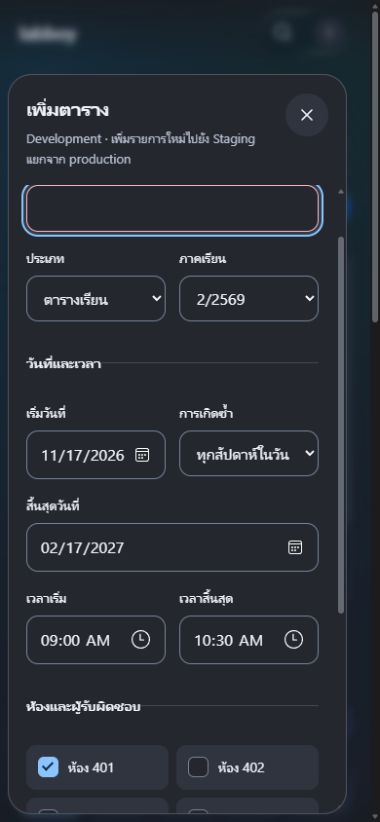 เพิ่มตาราง
Development · เพิ่มรายการใหม่ไปยัง Staging
แยกจาก production
ประเภท ภาคเรียน
ตารางเรียน 2/2569
วันที่และเวลา
เริ่มวันที่ การเกิดซ้ำ
11/17/2026 ทุกสัปดาห์ในวัน
สิ้นสุดวันที่
02/17/2027
เวลาเริ่ม เวลาสิ้นสุด
09:00 AM 10:30 AM
ห้องและผู้รับผิดชอบ
ห้อง 401 ห้อง 402